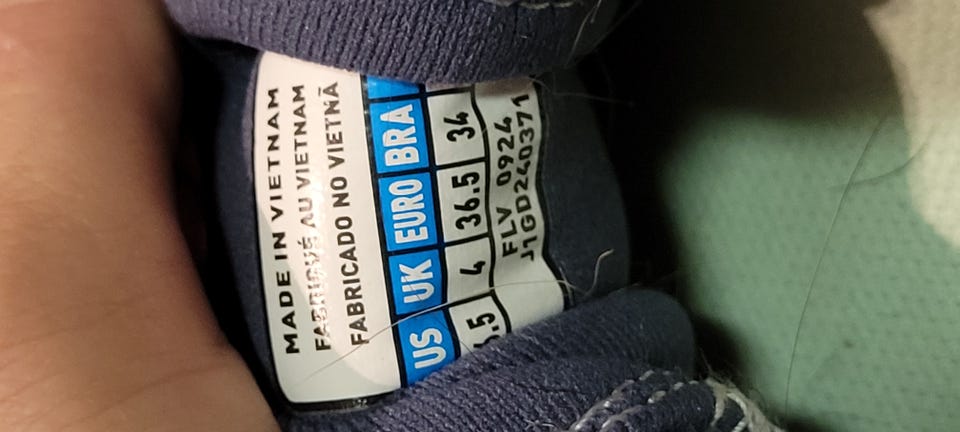 MADE IN VIETNAM
FABRIQUÉ AU VIETNAM
FABRICADO NO VIETNÃ
US UK EURO BRA
.5 4 36.5 34
FLV 0924
J1GD240371